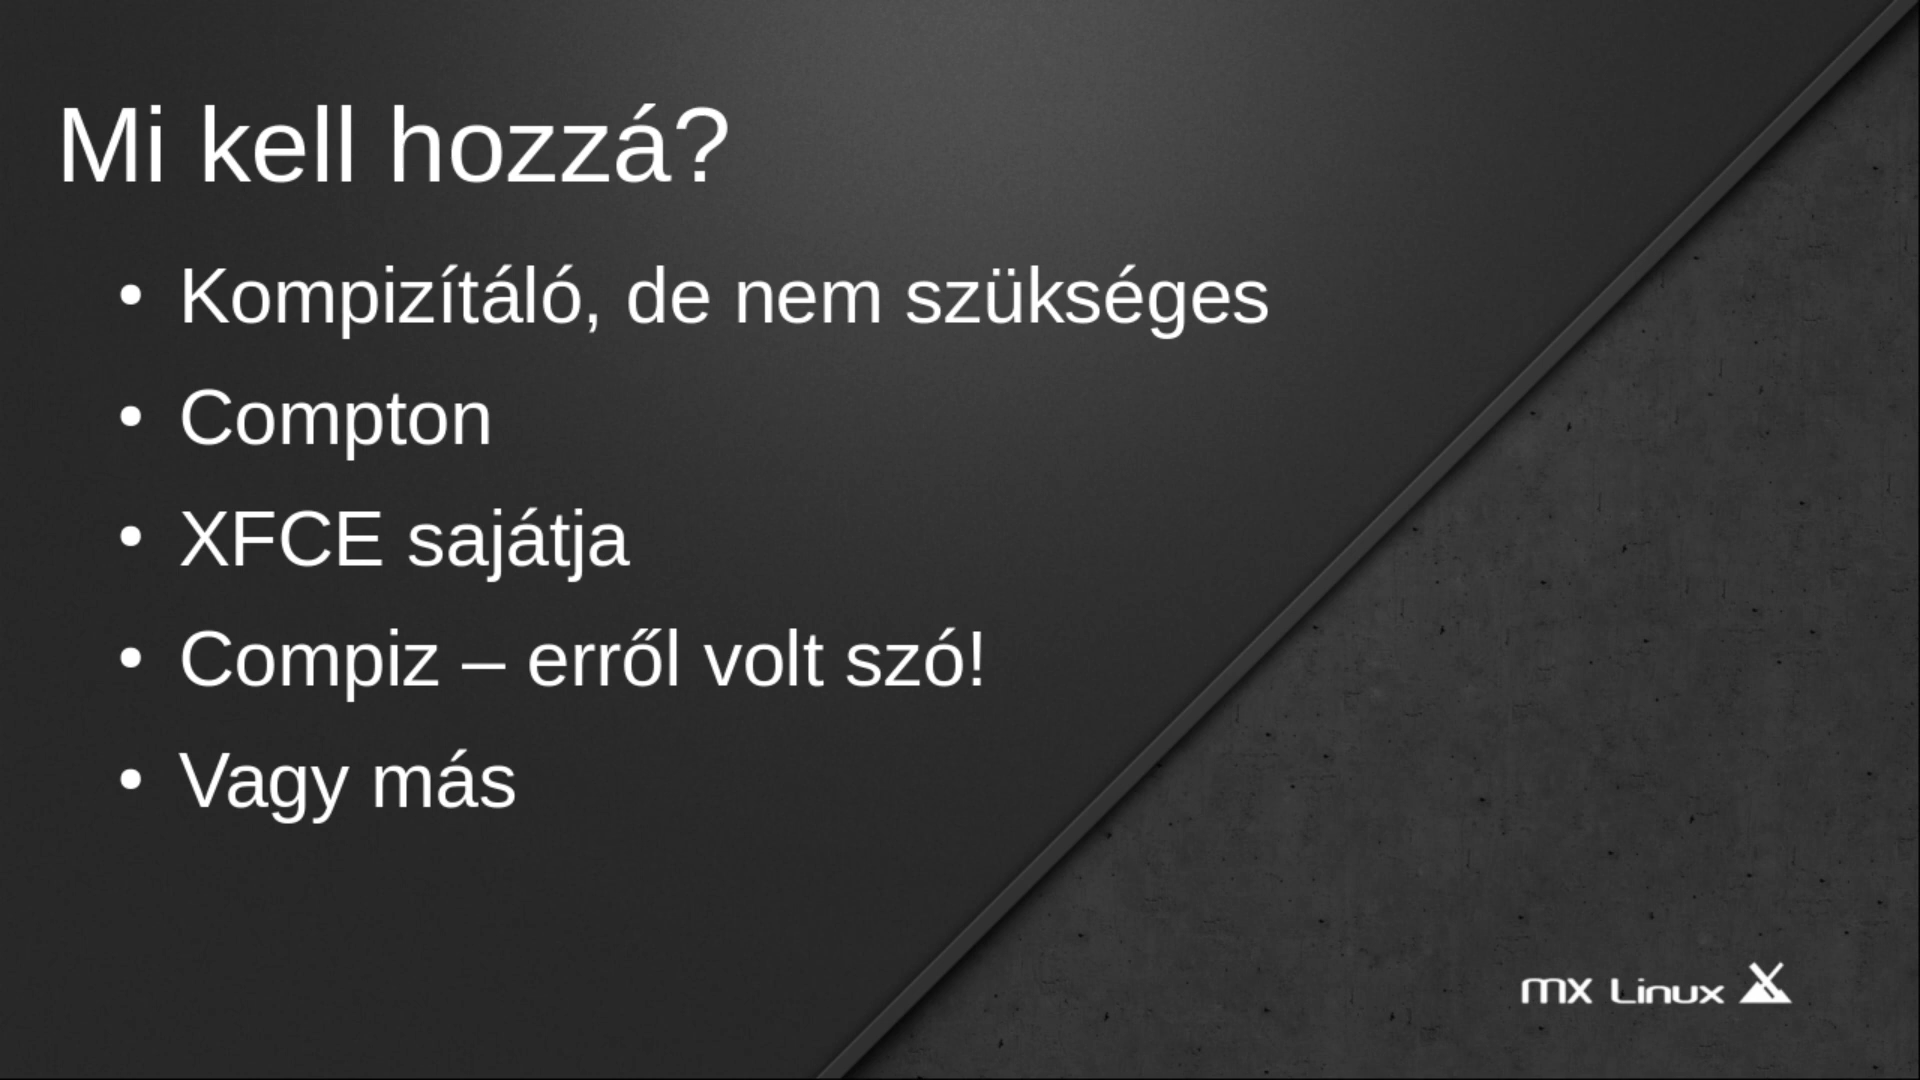 Mi kell hozzá?
• Kompizítáló, de nem szükséges
• Compton
• XFCE sajátja
• Compiz – erről volt szó!
• Vagy más
mx Linux